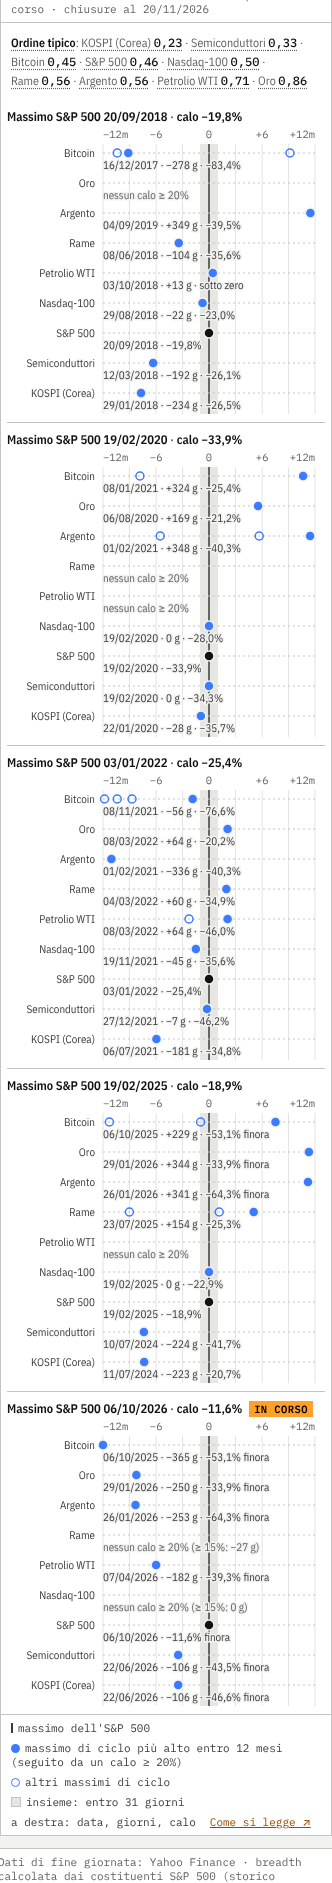 corso · chiusure al 20/11/2026
Ordine tipico: KOSPI (Corea) 0,23 · Semiconduttori 0,33 ·
Bitcoin 0,45 · S&P 500 0,46 · Nasdaq-100 0,50 ·
Rame 0,56 · Argento 0,56 · Petrolio WTI 0,71 · Oro 0,86
Massimo S&P 500 20/09/2018 · calo −19,8%
−12m −6 0 +6 +12m
Bitcoin
16/12/2017 · −278 g · −83,4%
Oro
nessun calo ≥ 20%
Argento
04/09/2019 · +349 g · −39,5%
Rame
08/06/2018 · −104 g · −35,6%
Petrolio WTI
03/10/2018 · +13 g · sotto zero
Nasdaq-100
29/08/2018 · −22 g · −23,0%
S&P 500
20/09/2018 · −19,8%
Semiconduttori
12/03/2018 · −192 g · −26,1%
KOSPI (Corea)
29/01/2018 · −234 g · −26,5%
Massimo S&P 500 19/02/2020 · calo −33,9%
−12m −6 0 +6 +12m
Bitcoin
08/01/2021 · +324 g · −25,4%
Oro
06/08/2020 · +169 g · −21,2%
Argento
01/02/2021 · +348 g · −40,3%
Rame
nessun calo ≥ 20%
Petrolio WTI
nessun calo ≥ 20%
Nasdaq-100
19/02/2020 · 0 g · −28,0%
S&P 500
19/02/2020 · −33,9%
Semiconduttori
19/02/2020 · 0 g · −34,3%
KOSPI (Corea)
22/01/2020 · −28 g · −35,7%
Massimo S&P 500 03/01/2022 · calo −25,4%
−12m −6 0 +6 +12m
Bitcoin
08/11/2021 · −56 g · −76,6%
Oro
08/03/2022 · +64 g · −20,2%
Argento
01/02/2021 · −336 g · −40,3%
Rame
04/03/2022 · +60 g · −34,9%
Petrolio WTI
08/03/2022 · +64 g · −46,0%
Nasdaq-100
19/11/2021 · −45 g · −35,6%
S&P 500
03/01/2022 · −25,4%
Semiconduttori
27/12/2021 · −7 g · −46,2%
KOSPI (Corea)
06/07/2021 · −181 g · −34,8%
Massimo S&P 500 19/02/2025 · calo −18,9%
−12m −6 0 +6 +12m
Bitcoin
06/10/2025 · +229 g · −53,1% finora
Oro
29/01/2026 · +344 g · −33,9% finora
Argento
26/01/2026 · +341 g · −64,3% finora
Rame
23/07/2025 · +154 g · −25,3%
Petrolio WTI
nessun calo ≥ 20%
Nasdaq-100
19/02/2025 · 0 g · −22,9%
S&P 500
19/02/2025 · −18,9%
Semiconduttori
10/07/2024 · −224 g · −41,7%
KOSPI (Corea)
11/07/2024 · −223 g · −20,7%
Massimo S&P 500 06/10/2026 · calo −11,6% IN CORSO
−12m −6 0 +6 +12m
Bitcoin
06/10/2025 · −365 g · −53,1% finora
Oro
29/01/2026 · −250 g · −33,9% finora
Argento
26/01/2026 · −253 g · −64,3% finora
Rame
nessun calo ≥ 20% (≥ 15%: −27 g)
Petrolio WTI
07/04/2026 · −182 g · −39,3% finora
Nasdaq-100
nessun calo ≥ 20% (≥ 15%: 0 g)
S&P 500
06/10/2026 · −11,6% finora
Semiconduttori
22/06/2026 · −106 g · −43,5% finora
KOSPI (Corea)
22/06/2026 · −106 g · −46,6% finora
massimo dell'S&P 500
massimo di ciclo più alto entro 12 mesi
(seguito da un calo ≥ 20%)
altri massimi di ciclo
insieme: entro 31 giorni
a destra: data, giorni, calo Come si legge ↗
Dati di fine giornata: Yahoo Finance · breadth
calcolata dai costituenti S&P 500 (storico